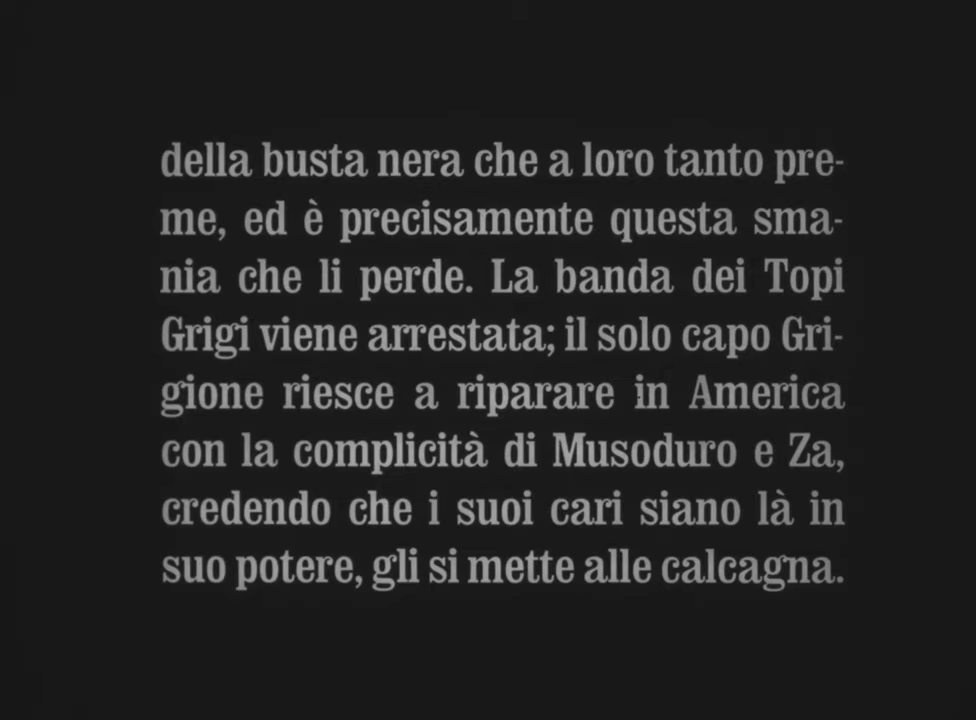 della busta nera che a loro tanto pre-
me, ed è precisamente questa sma-
nia che li perde. La banda dei Topi
Grigi viene arrestata; il solo capo Gri-
gione riesce a riparare in America
con la complicità di Musoduro e Za,
credendo che i suoi cari siano là in
suo potere, gli si mette alle calcagna.